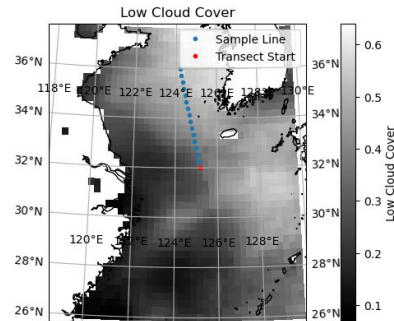 Low Cloud Cover
Sample Line
Transect Start
36°N
36°N
0.6
118°E 120°E 122°E 124°E 126°E 128°E 130°E
34°N
34°N
0.5
32°N
32°N
0.4
30°N
30°N
0.3
120°E 122°E 124°E 126°E 128°E
28°N
28°N
0.2
26°N
26°N
0.1
Low Cloud Cover